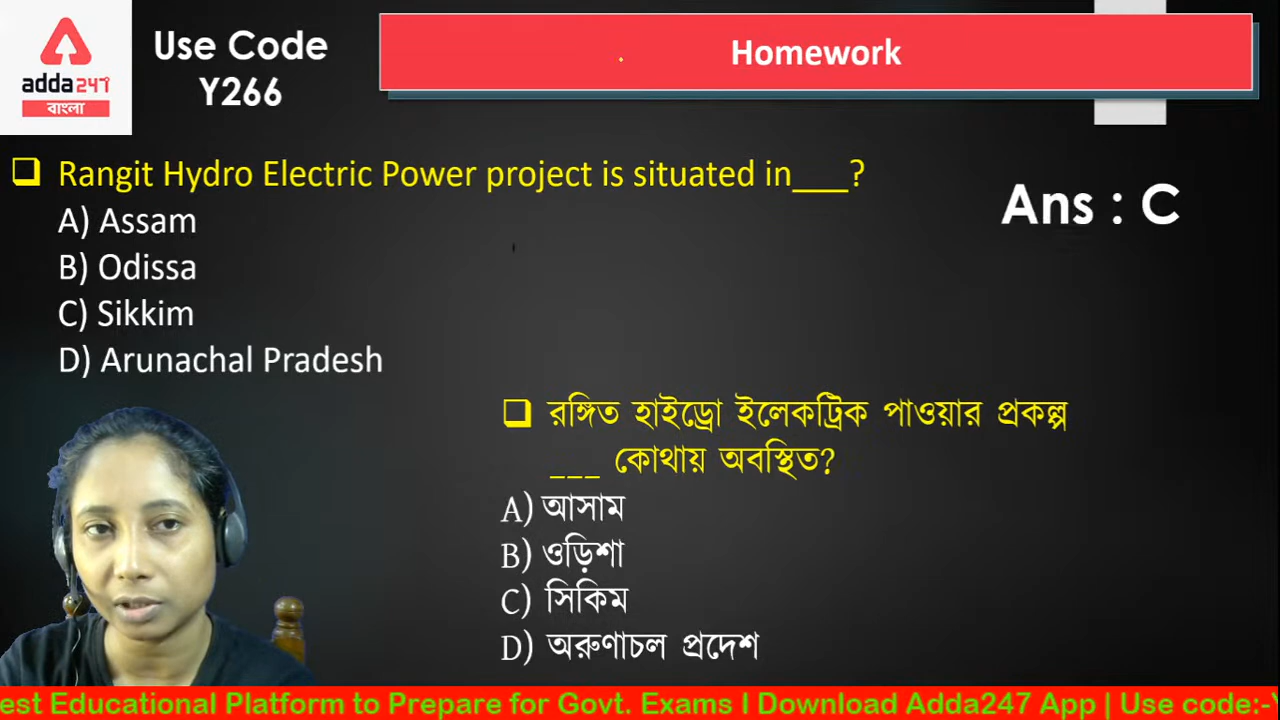 adda247
বাংলা
Use Code
Y266
Homework
Rangit Hydro Electric Power project is situated in___?
A) Assam
B) Odissa
C) Sikkim
D) Arunachal Pradesh
Ans : C
রঙ্গিত হাইড্রো ইলেকট্রিক পাওয়ার প্রকল্প
___ কোথায় অবস্থিত?
A) আসাম
B) ওড়িশা
C) সিকিম
D) অরুণাচল প্রদেশ
est Educational Platform to Prepare for Govt. Exams I Download Adda247 App | Use code:-Y